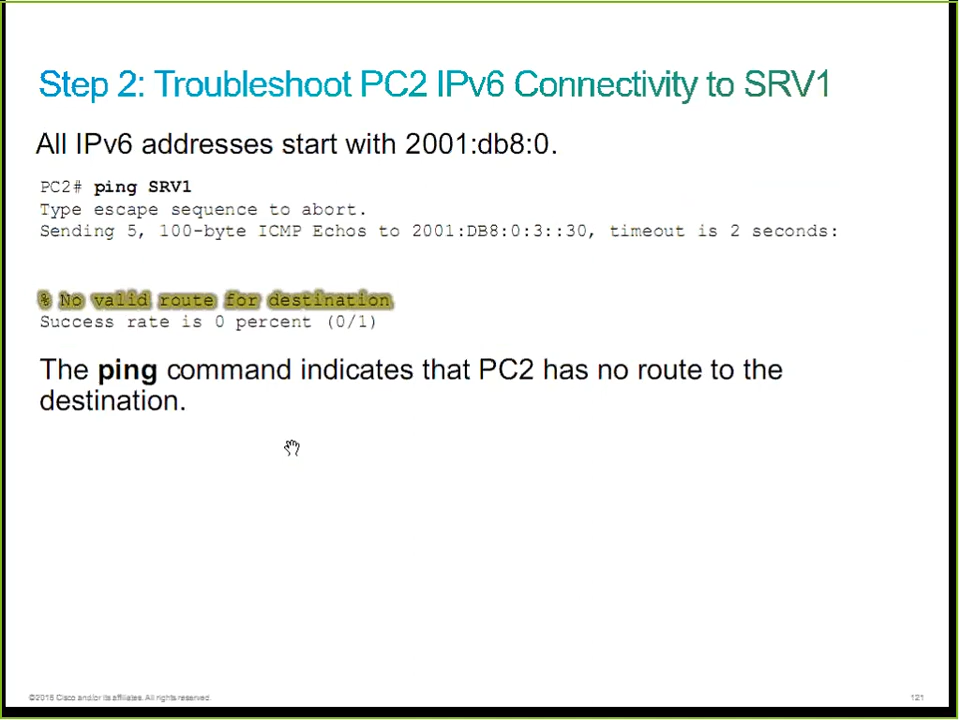 Step 2: Troubleshoot PC2 IPv6 Connectivity to SRV1
All IPv6 addresses start with 2001:db8:0.
PC2# ping SRV1
Type escape sequence to abort.
Sending 5, 100-byte ICMP Echos to 2001:DB8:0:3::30, timeout is 2 seconds:
% No valid route for destination
Success rate is 0 percent (0/1)
The ping command indicates that PC2 has no route to the
destination.
©2016 Cisco and/or its affiliates. All rights reserved.
121